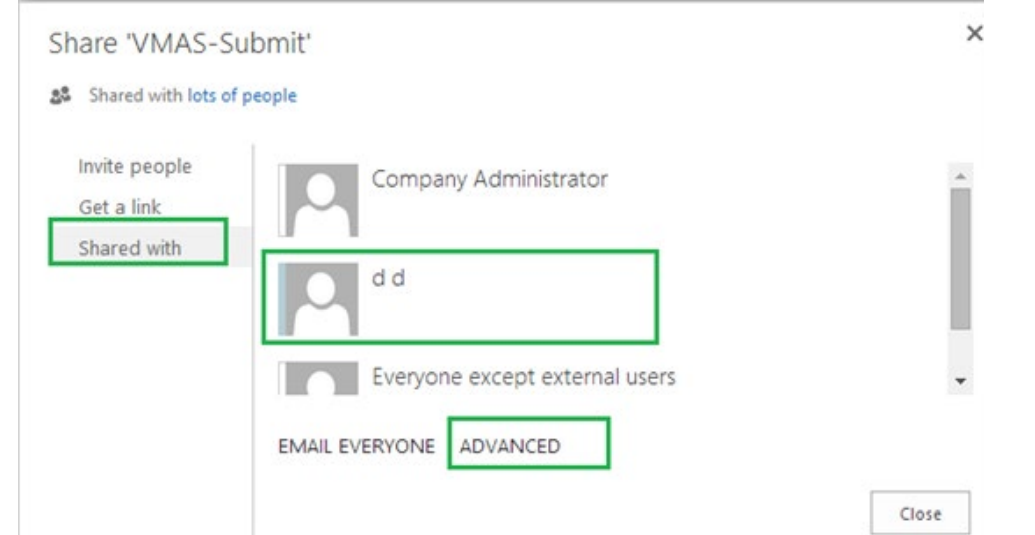 Share 'VMAS-Submit'
Shared with lots of people
Invite people
Get a link
Shared with
Company Administrator
d d
Everyone except external users
EMAIL EVERYONE ADVANCED
Close